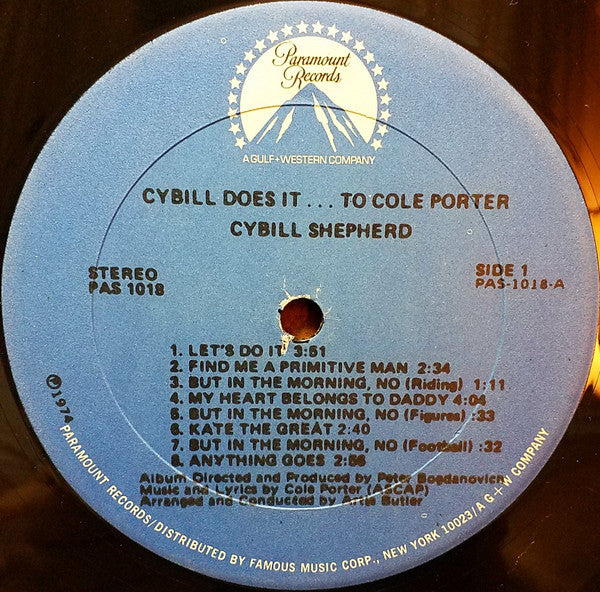 Paramount
Records
A GULF+WESTERN COMPANY
CYBILL DOES IT . . . TO COLE PORTER
CYBILL SHEPHERD
STEREO
PAS 1018
SIDE 1
PAS-1018-A
1. LET'S DO IT 3:51
2. FIND ME A PRIMITIVE MAN 2:34
3. BUT IN THE MORNING, NO (Riding) 1:11
4. MY HEART BELONGS TO DADDY 4:04
5. BUT IN THE MORNING, NO (Figures) :33
6. KATE THE GREAT 2:40
7. BUT IN THE MORNING, NO (Football) :32
8. ANYTHING GOES 2:56
Album Directed and Produced by Peter Bogdanovich
Music and Lyrics by Cole Porter (ASCAP)
Arranged and Conducted by Artie Butler
℗1974 PARAMOUNT RECORDS/DISTRIBUTED BY FAMOUS MUSIC CORP., NEW YORK 10023/A G + W COMPANY